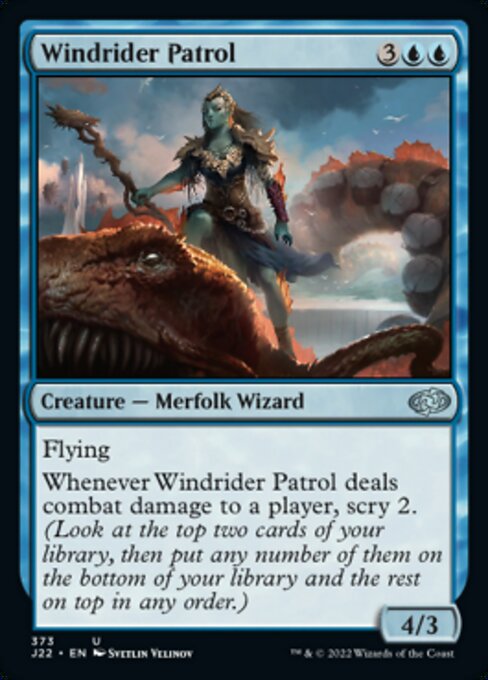 Windrider Patrol 3
Creature — Merfolk Wizard
Flying
Whenever Windrider Patrol deals
combat damage to a player, scry 2.
(Look at the top two cards of your
library, then put any number of them on
the bottom of your library and the rest
on top in any order.)
4/3
373 U
J22 • EN Svetlin Velinov
™ & © 2022 Wizards of the Coast